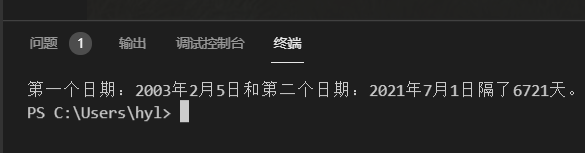 问题 1 输出 调试控制台 终端
第一个日期：2003年2月5日和第二个日期：2021年7月1日隔了6721天。
PS C:\Users\hyl>